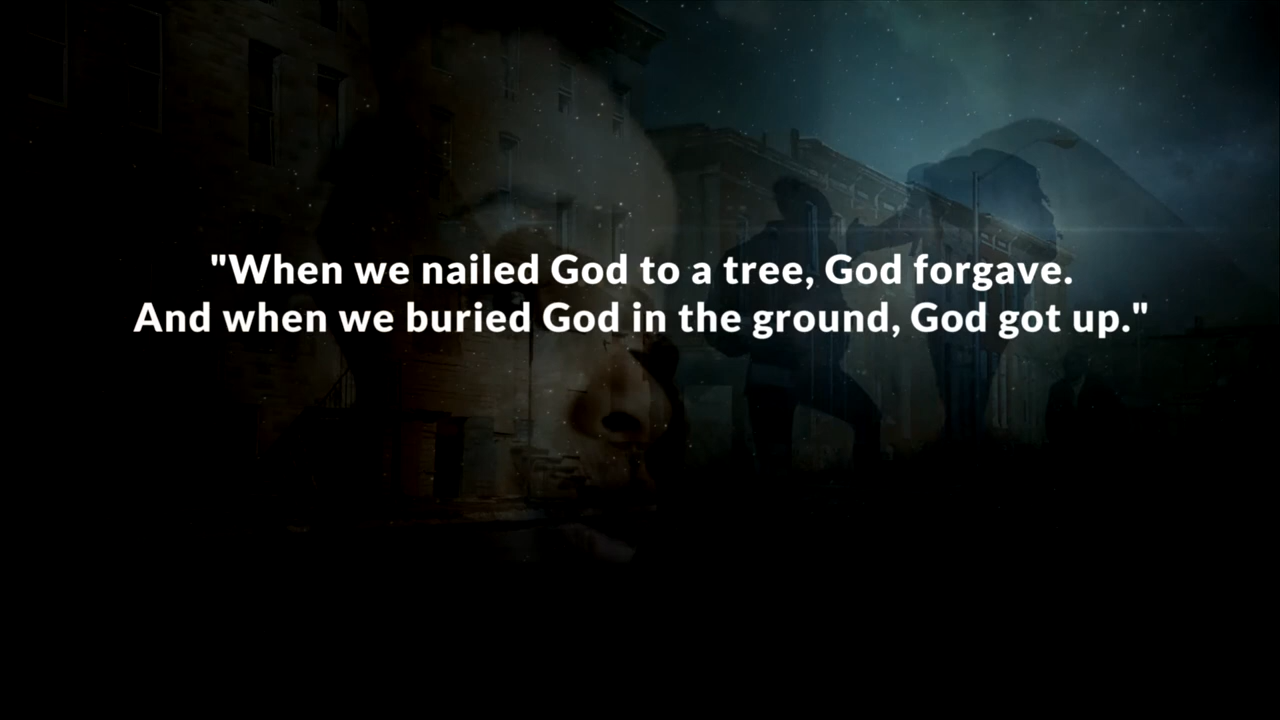 "When we nailed God to a tree, God forgave.
And when we buried God in the ground, God got up."